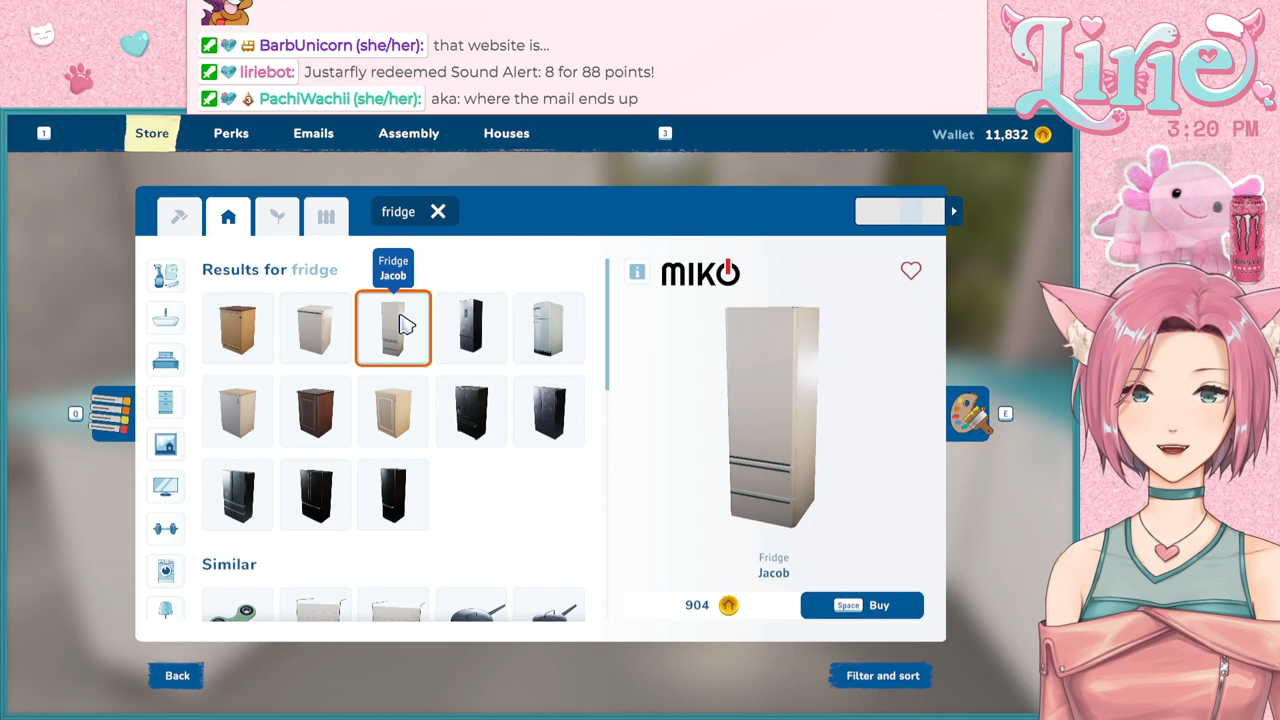 BarbUnicorn (she/her): that website is...
liriebot: Justarfly redeemed Sound Alert: 8 for 88 points!
PachiWachii (she/her): aka: where the mail ends up
Lirie
3:20 PM
1 Store Perks Emails Assembly Houses 3 Wallet 11,832
fridge
Results for fridge
Fridge
Jacob
MIKO
Q
E
Fridge
Jacob
Similar
904 Space Buy
Back Filter and sort